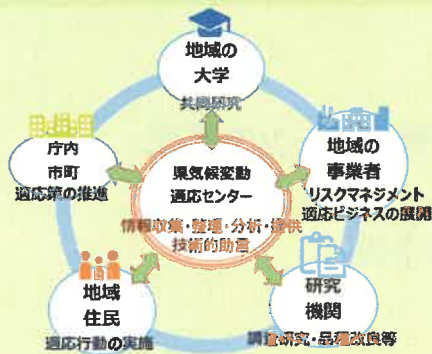 地域の
大学
共同研究
庁内
市町
適応策の推進
県気候変動
適応センター
情報収集・整理・分析・提供
技術的助言
地域の
事業者
リスクマネジメント
適応ビジネスの展開
地域
住民
適応行動の実施
研究
機関
調査研究・品種改良等